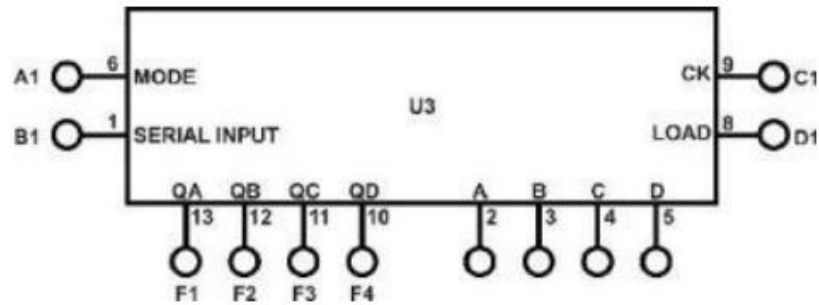 A1 6 MODE CK 9 C1
U3
B1 1 SERIAL INPUT LOAD 8 D1
QA QB QC QD A B C D
13 12 11 10 2 3 4 5
F1 F2 F3 F4